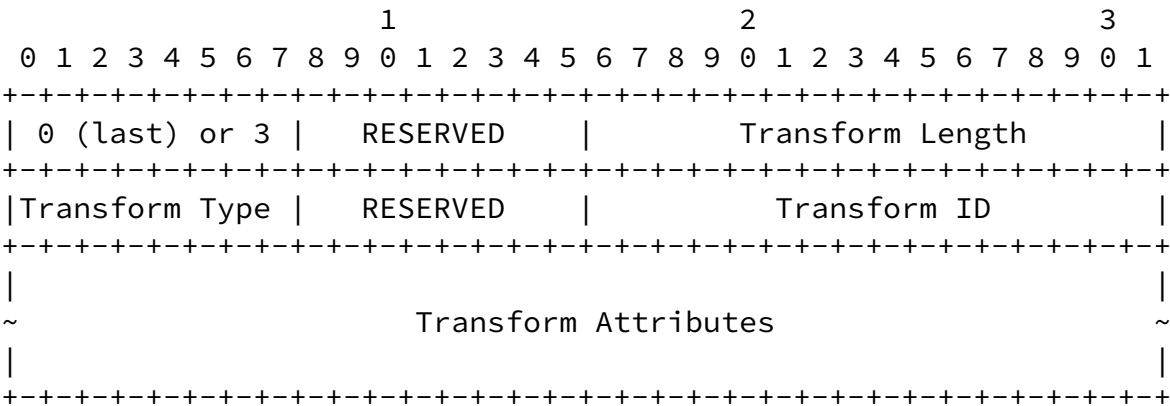 1                   2                   3
 0 1 2 3 4 5 6 7 8 9 0 1 2 3 4 5 6 7 8 9 0 1 2 3 4 5 6 7 8 9 0 1
+-+-+-+-+-+-+-+-+-+-+-+-+-+-+-+-+-+-+-+-+-+-+-+-+-+-+-+-+-+-+-+-+
| 0 (last) or 3 |   RESERVED    |        Transform Length       |
+-+-+-+-+-+-+-+-+-+-+-+-+-+-+-+-+-+-+-+-+-+-+-+-+-+-+-+-+-+-+-+-+
|Transform Type |   RESERVED    |          Transform ID         |
+-+-+-+-+-+-+-+-+-+-+-+-+-+-+-+-+-+-+-+-+-+-+-+-+-+-+-+-+-+-+-+-+
|                                                               |
~                      Transform Attributes                     ~
|                                                               |
+-+-+-+-+-+-+-+-+-+-+-+-+-+-+-+-+-+-+-+-+-+-+-+-+-+-+-+-+-+-+-+-+